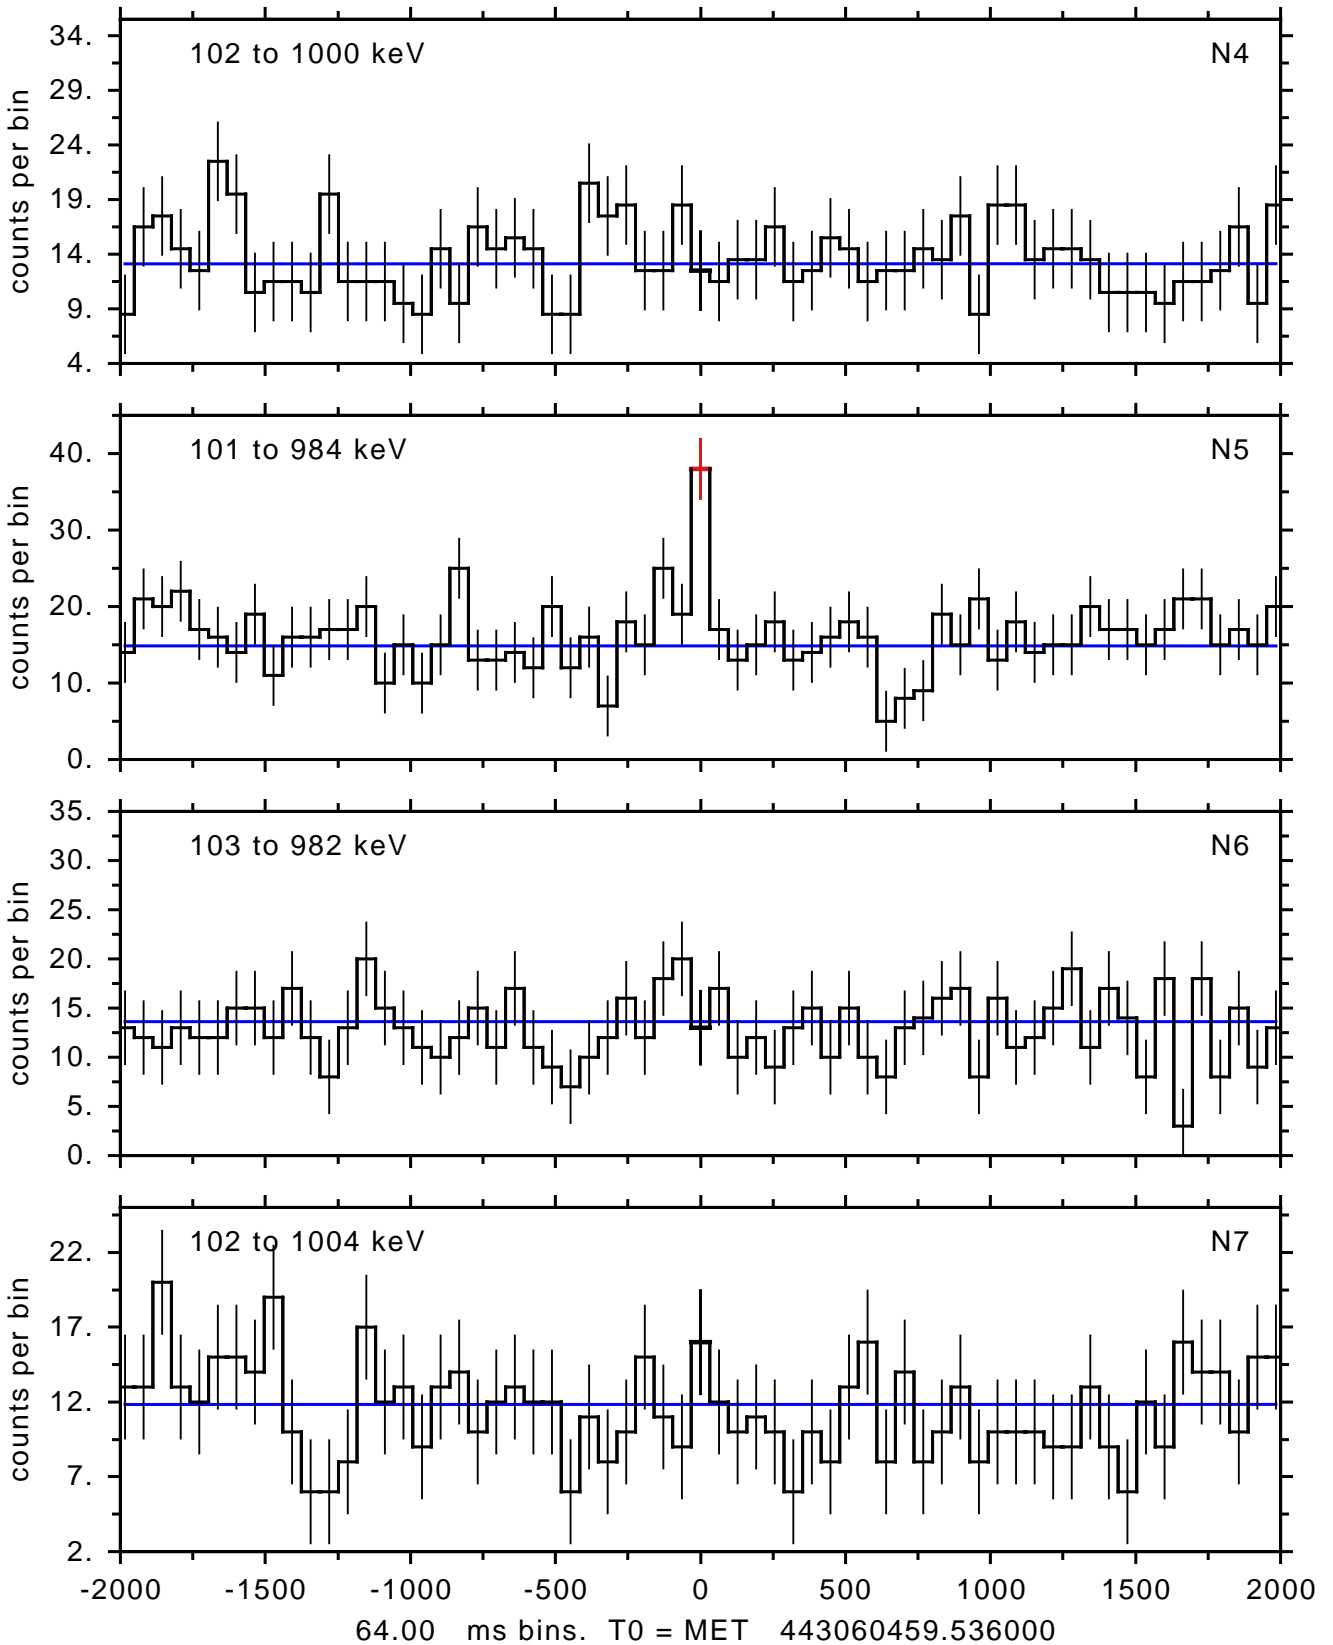 102 to 1000 keV N4
34.
29.
24.
19.
14.
9.
4.
counts per bin
101 to 984 keV N5
40.
30.
20.
10.
0.
counts per bin
103 to 982 keV N6
35.
30.
25.
20.
15.
10.
5.
0.
counts per bin
102 to 1004 keV N7
22.
17.
12.
7.
2.
counts per bin
-2000 -1500 -1000 -500 0 500 1000 1500 2000
64.00 ms bins. T0 = MET 443060459.536000